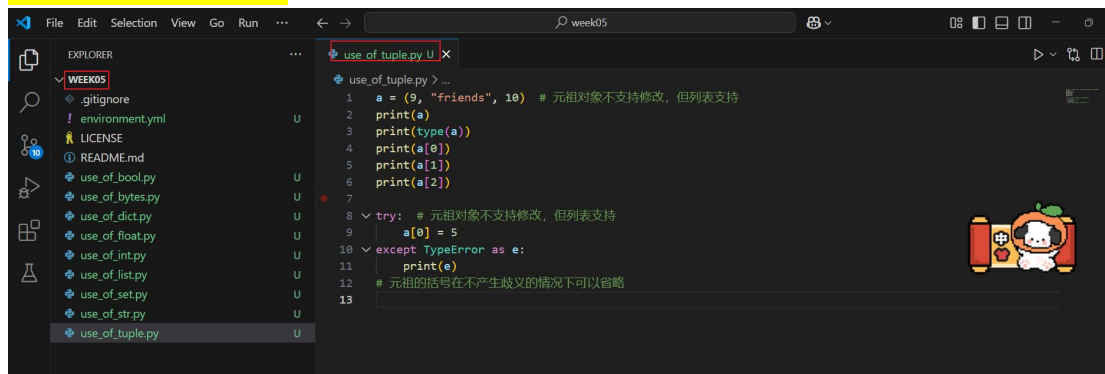 File Edit Selection View Go Run ··· week05
EXPLORER ···
WEEK05
.gitignore
! environment.yml U
LICENSE
README.md
use_of_bool.py U
use_of_bytes.py U
use_of_dict.py U
use_of_float.py U
use_of_int.py U
use_of_list.py U
use_of_set.py U
use_of_str.py U
use_of_tuple.py U
10
use_of_tuple.py U ×
use_of_tuple.py > ...
1 a = (9, "friends", 10) # 元祖对象不支持修改，但列表支持
2 print(a)
3 print(type(a))
4 print(a[0])
5 print(a[1])
6 print(a[2])
7
8 try: # 元祖对象不支持修改，但列表支持
9 a[0] = 5
10 except TypeError as e:
11 print(e)
12 # 元祖的括号在不产生歧义的情况下可以省略
13
中